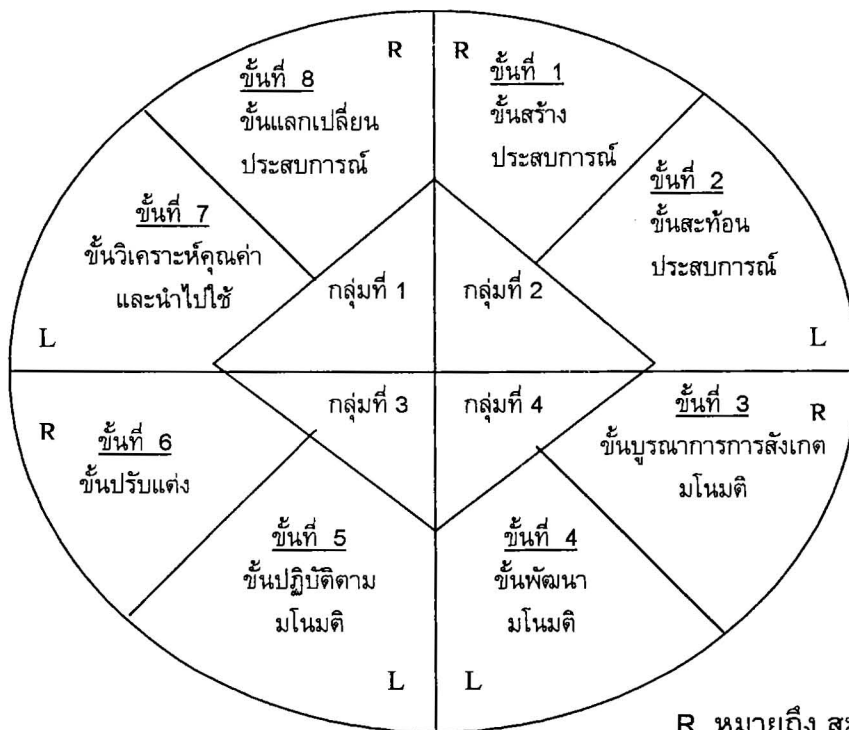 R
ขั้นที่ 1
ขั้นสร้าง
ประสบการณ์
ขั้นที่ 2
ขั้นสะท้อน
ประสบการณ์
L
ขั้นที่ 3
R
ขั้นบูรณาการการสังเกต
มโนมติ
ขั้นที่ 4
ขั้นพัฒนา
มโนมติ
L
ขั้นที่ 5
ขั้นปฏิบัติตาม
มโนมติ
L
R
ขั้นที่ 6
ขั้นปรับแต่ง
ขั้นที่ 7
ขั้นวิเคราะห์คุณค่า
และนำไปใช้
L
R
ขั้นที่ 8
ขั้นแลกเปลี่ยน
ประสบการณ์
กลุ่มที่ 1
กลุ่มที่ 2
กลุ่มที่ 3
กลุ่มที่ 4
R หมายถึง